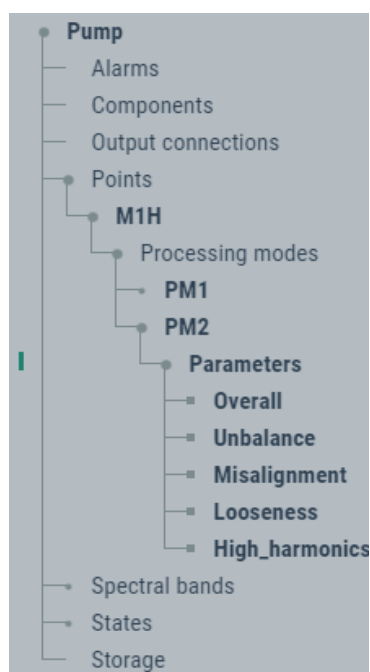 Pump
Alarms
Components
Output connections
Points
M1H
Processing modes
PM1
PM2
Parameters
Overall
Unbalance
Misalignment
Looseness
High_harmonics
Spectral bands
States
Storage